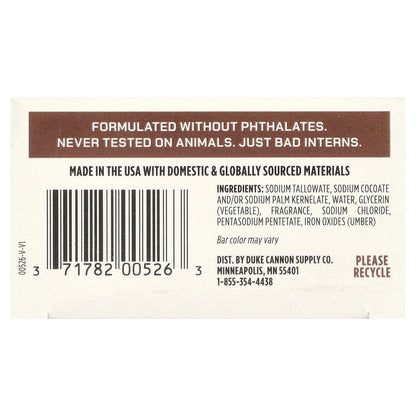 FORMULATED WITHOUT PHTHALATES.
NEVER TESTED ON ANIMALS. JUST BAD INTERNS.
MADE IN THE USA WITH DOMESTIC & GLOBALLY SOURCED MATERIALS
INGREDIENTS: SODIUM TALLOWATE, SODIUM COCOATE
AND/OR SODIUM PALM KERNELATE, WATER, GLYCERIN
(VEGETABLE), FRAGRANCE, SODIUM CHLORIDE,
PENTASODIUM PENTETATE, IRON OXIDES (UMBER)
Bar color may vary
DIST. BY DUKE CANNON SUPPLY CO.
MINNEAPOLIS, MN 55401
1-855-354-4438
PLEASE
RECYCLE
00526-V-V1
3 71782 00526 3